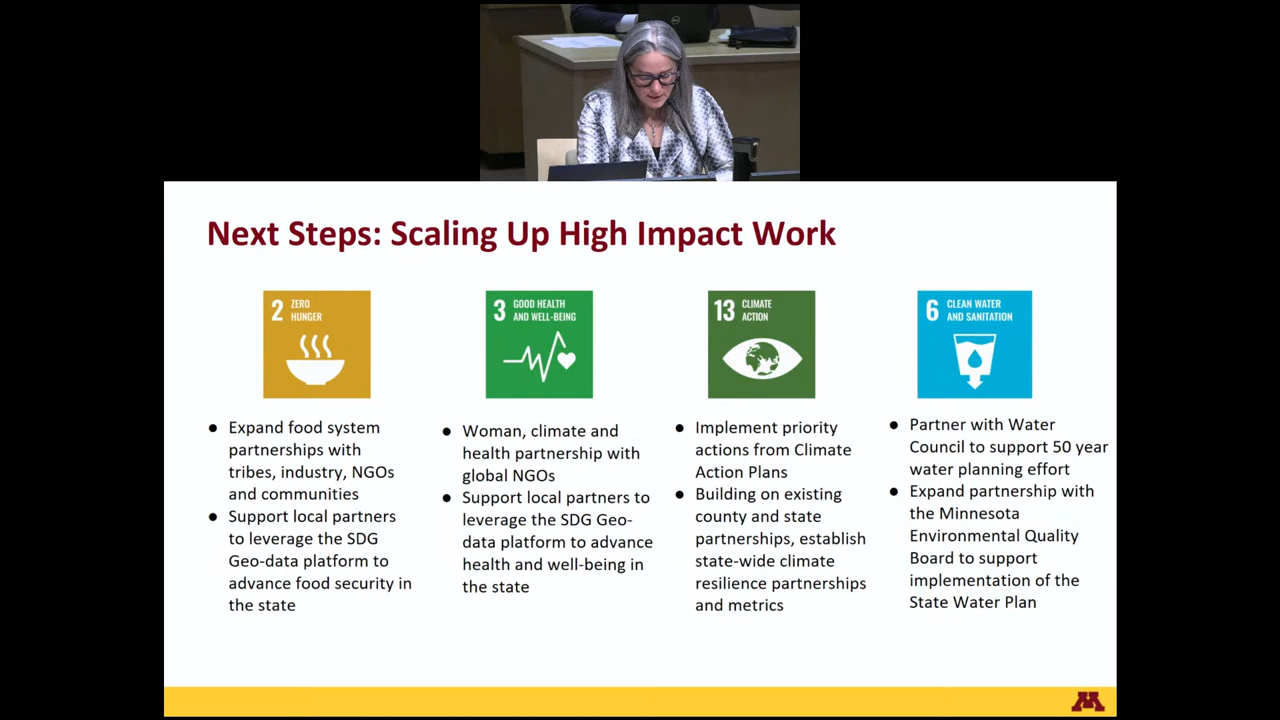 Next Steps: Scaling Up High Impact Work
2 ZERO
HUNGER
● Expand food system
partnerships with
tribes, industry, NGOs
and communities
● Support local partners
to leverage the SDG
Geo-data platform to
advance food security in
the state
3 GOOD HEALTH
AND WELL-BEING
● Woman, climate and
health partnership with
global NGOs
● Support local partners to
leverage the SDG Geo-
data platform to advance
health and well-being in
the state
13 CLIMATE
ACTION
● Implement priority
actions from Climate
Action Plans
● Building on existing
county and state
partnerships, establish
state-wide climate
resilience partnerships
and metrics
6 CLEAN WATER
AND SANITATION
● Partner with Water
Council to support 50 year
water planning effort
● Expand partnership with
the Minnesota
Environmental Quality
Board to support
implementation of the
State Water Plan
M